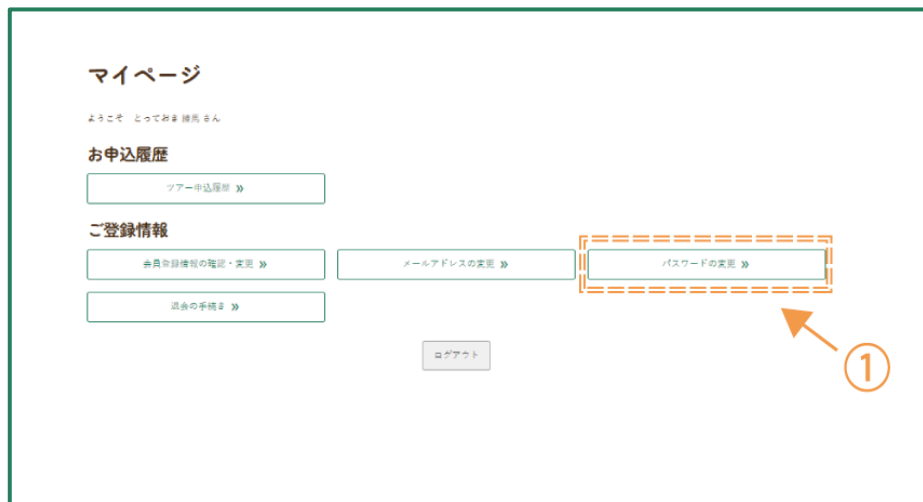 マイページ
ようこそ とっておき 練馬 さん
お申込履歴
ツアー申込履歴 »
ご登録情報
会員登録情報の確認・変更 » メールアドレスの変更 » パスワードの変更 »
退会の手続き »
ログアウト
①